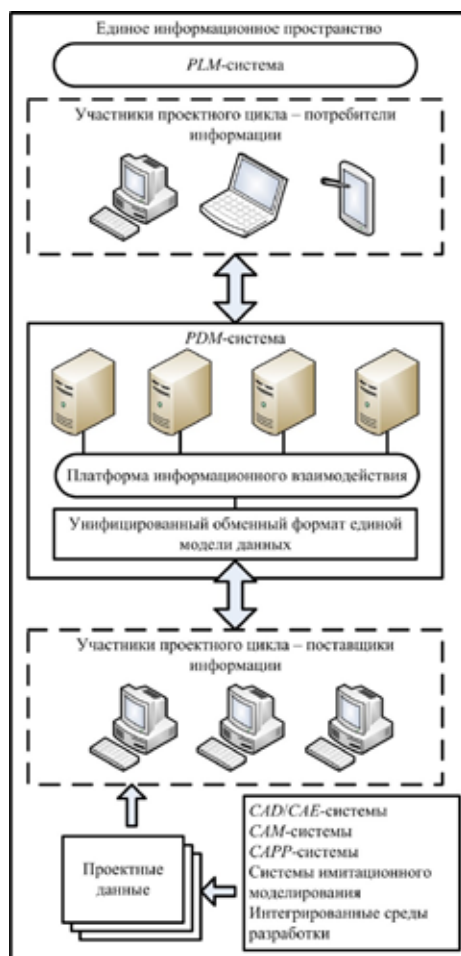 Единое информационное пространство
PLM-система
Участники проектного цикла – потребители
информации
PDM-система
Платформа информационного взаимодействия
Унифицированный обменный формат единой
модели данных
Участники проектного цикла – поставщики
информации
Проектные
данные
CAD/CAE-системы
CAM-системы
CAPP-системы
Системы имитационного
моделирования
Интегрированные среды
разработки